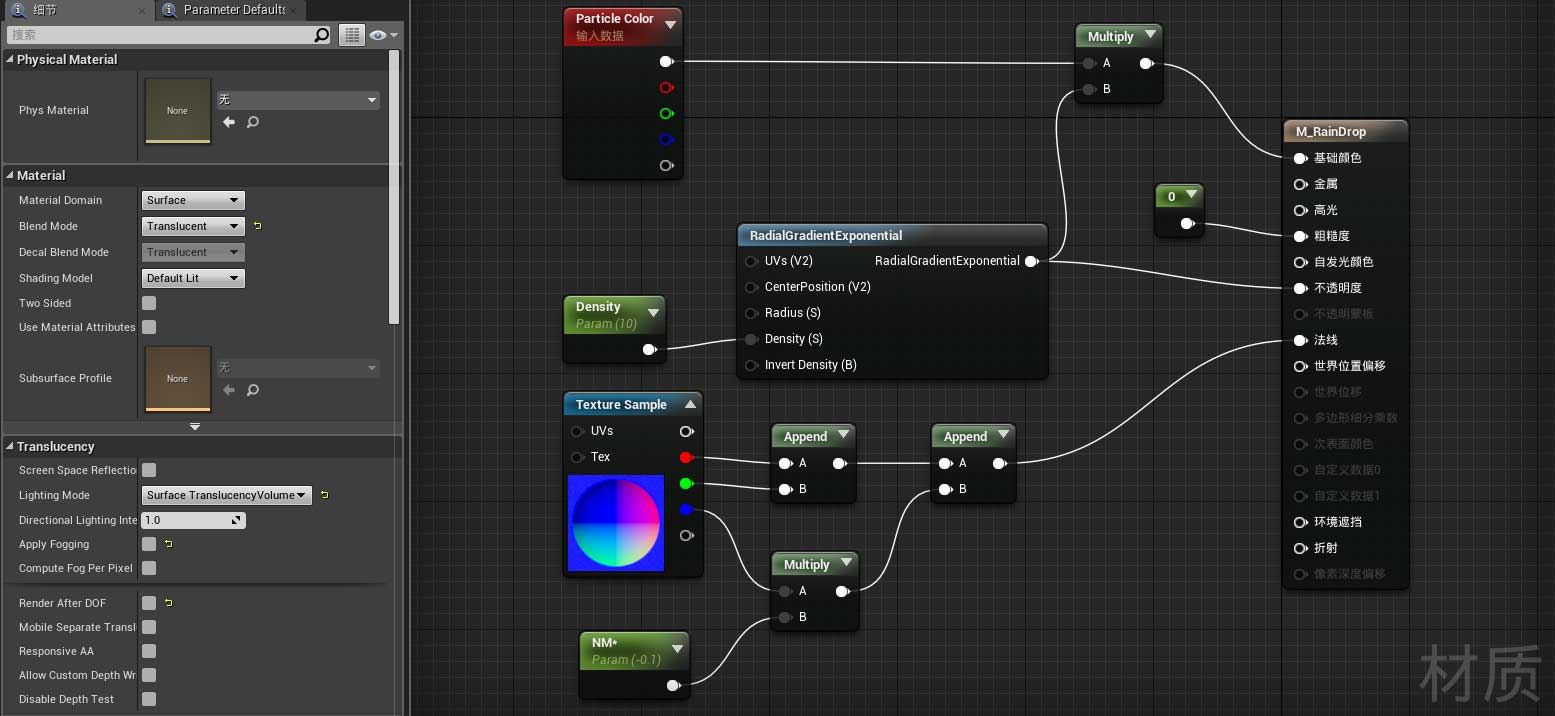 细节
Parameter Defaults
搜索
Physical Material
Phys Material
None
无
Material
Material Domain
Surface
Blend Mode
Translucent
Decal Blend Mode
Translucent
Shading Model
Default Lit
Two Sided
Use Material Attributes
Subsurface Profile
None
无
Translucency
Screen Space Reflectio
Lighting Mode
Surface TranslucencyVolume
Directional Lighting Inte
1.0
Apply Fogging
Compute Fog Per Pixel
Render After DOF
Mobile Separate Transl
Responsive AA
Allow Custom Depth Wr
Disable Depth Test
Particle Color
输入数据
Multiply
A
B
RadialGradientExponential
UVs (V2)
RadialGradientExponential
CenterPosition (V2)
Radius (S)
Density (S)
Invert Density (B)
Density
Param (10)
Texture Sample
UVs
Tex
Append
A
B
Append
A
B
Multiply
A
B
NM*
Param (-0.1)
0
M_RainDrop
基础颜色
金属
高光
粗糙度
自发光颜色
不透明度
不透明蒙板
法线
世界位置偏移
世界位移
多边形细分乘数
次表面颜色
自定义数据0
自定义数据1
环境遮挡
折射
像素深度偏移
材质